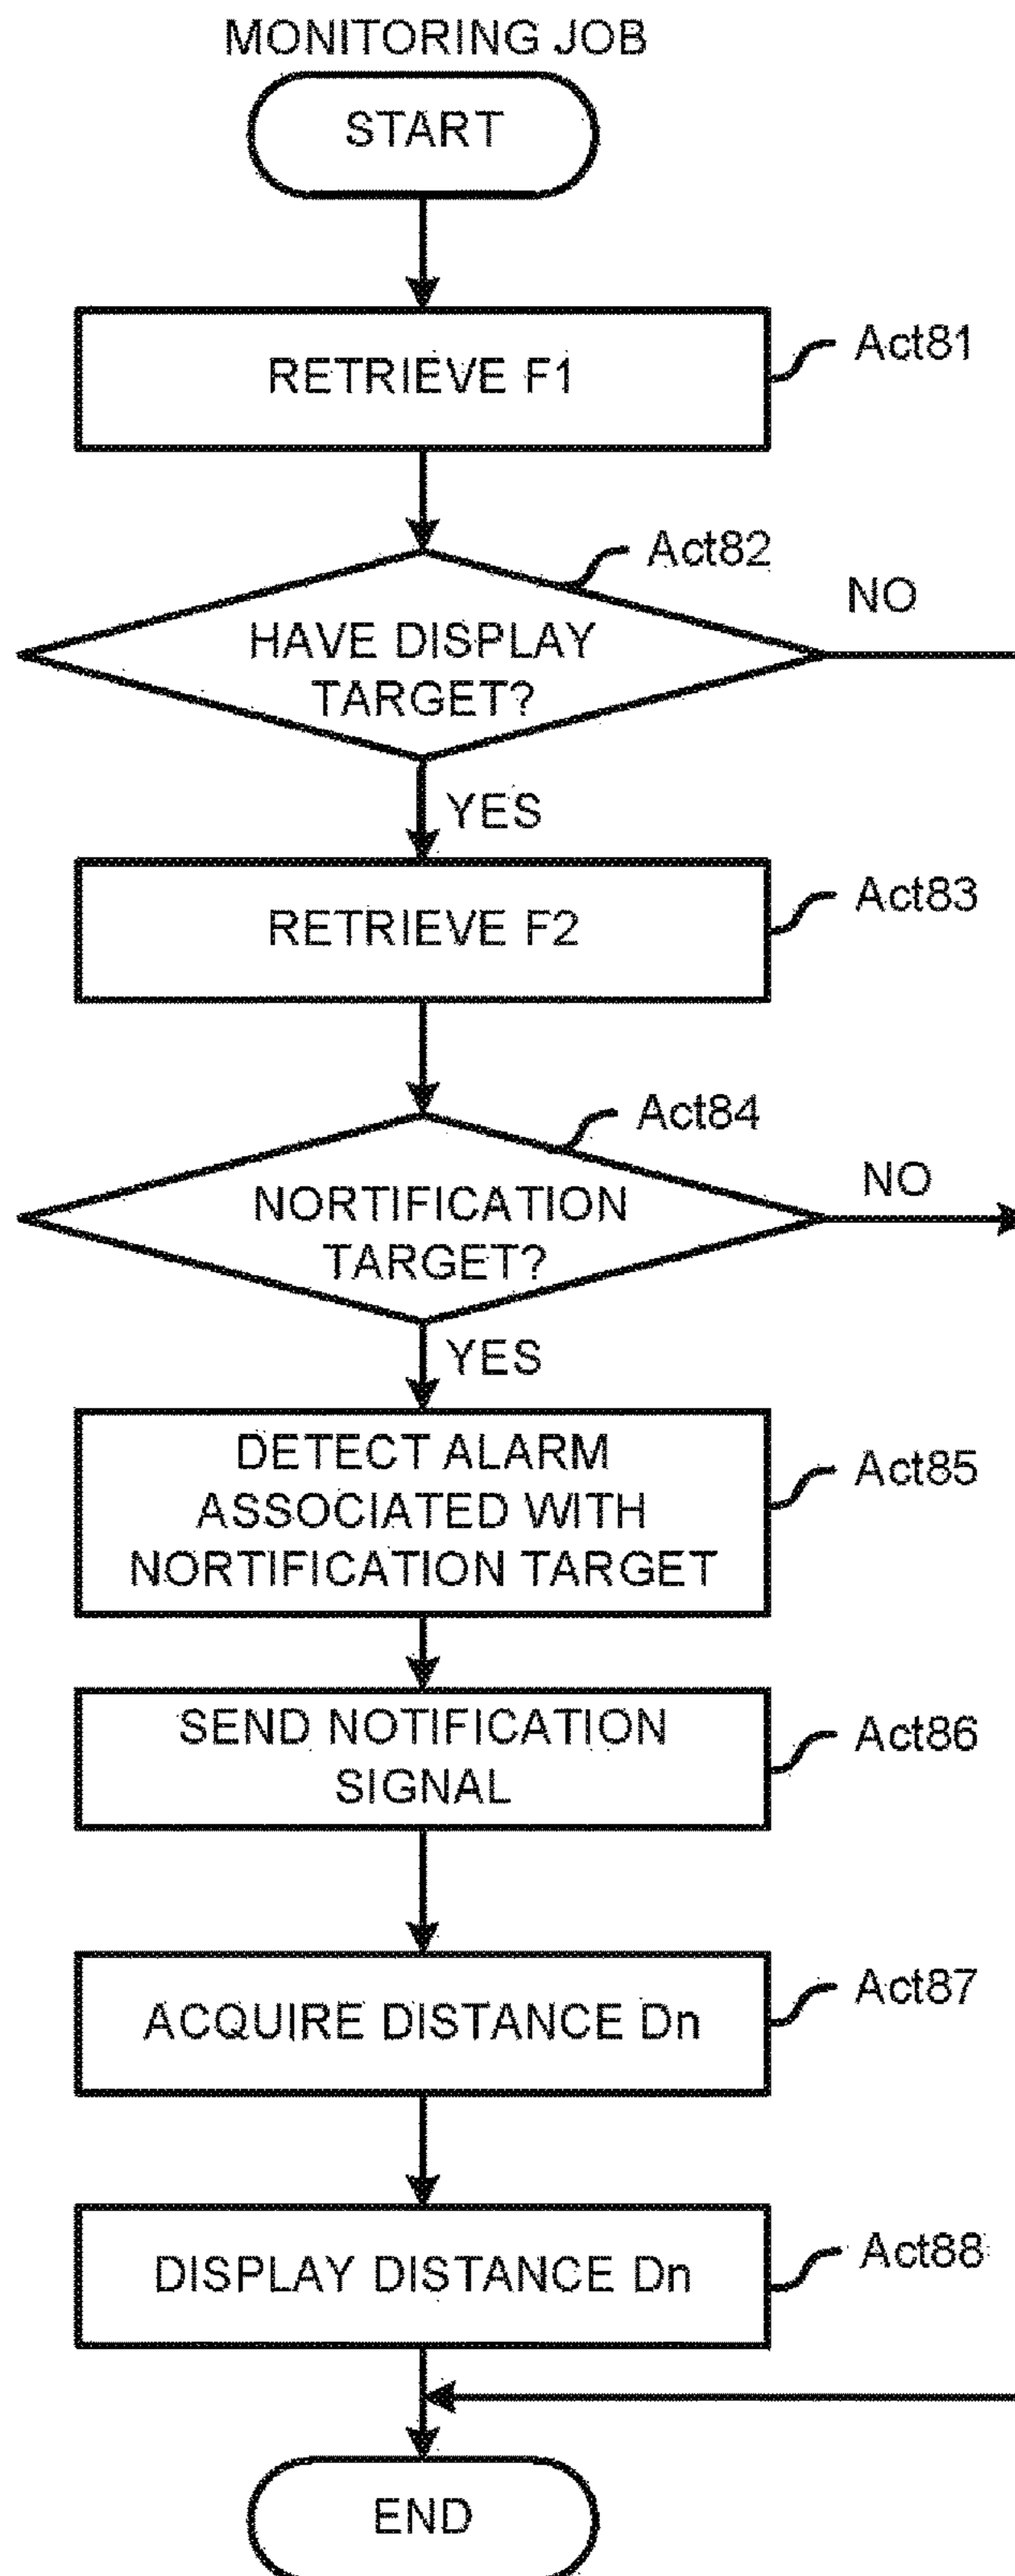 MONITORING JOB
START
RETRIEVE F1
Act81
Act82
HAVE DISPLAY
TARGET?
NO
YES
RETRIEVE F2
Act83
Act84
NORTIFICATION
TARGET?
NO
YES
DETECT ALARM
ASSOCIATED WITH
NORTIFICATION TARGET
Act85
SEND NOTIFICATION
SIGNAL
Act86
ACQUIRE DISTANCE Dn
Act87
DISPLAY DISTANCE Dn
Act88
END